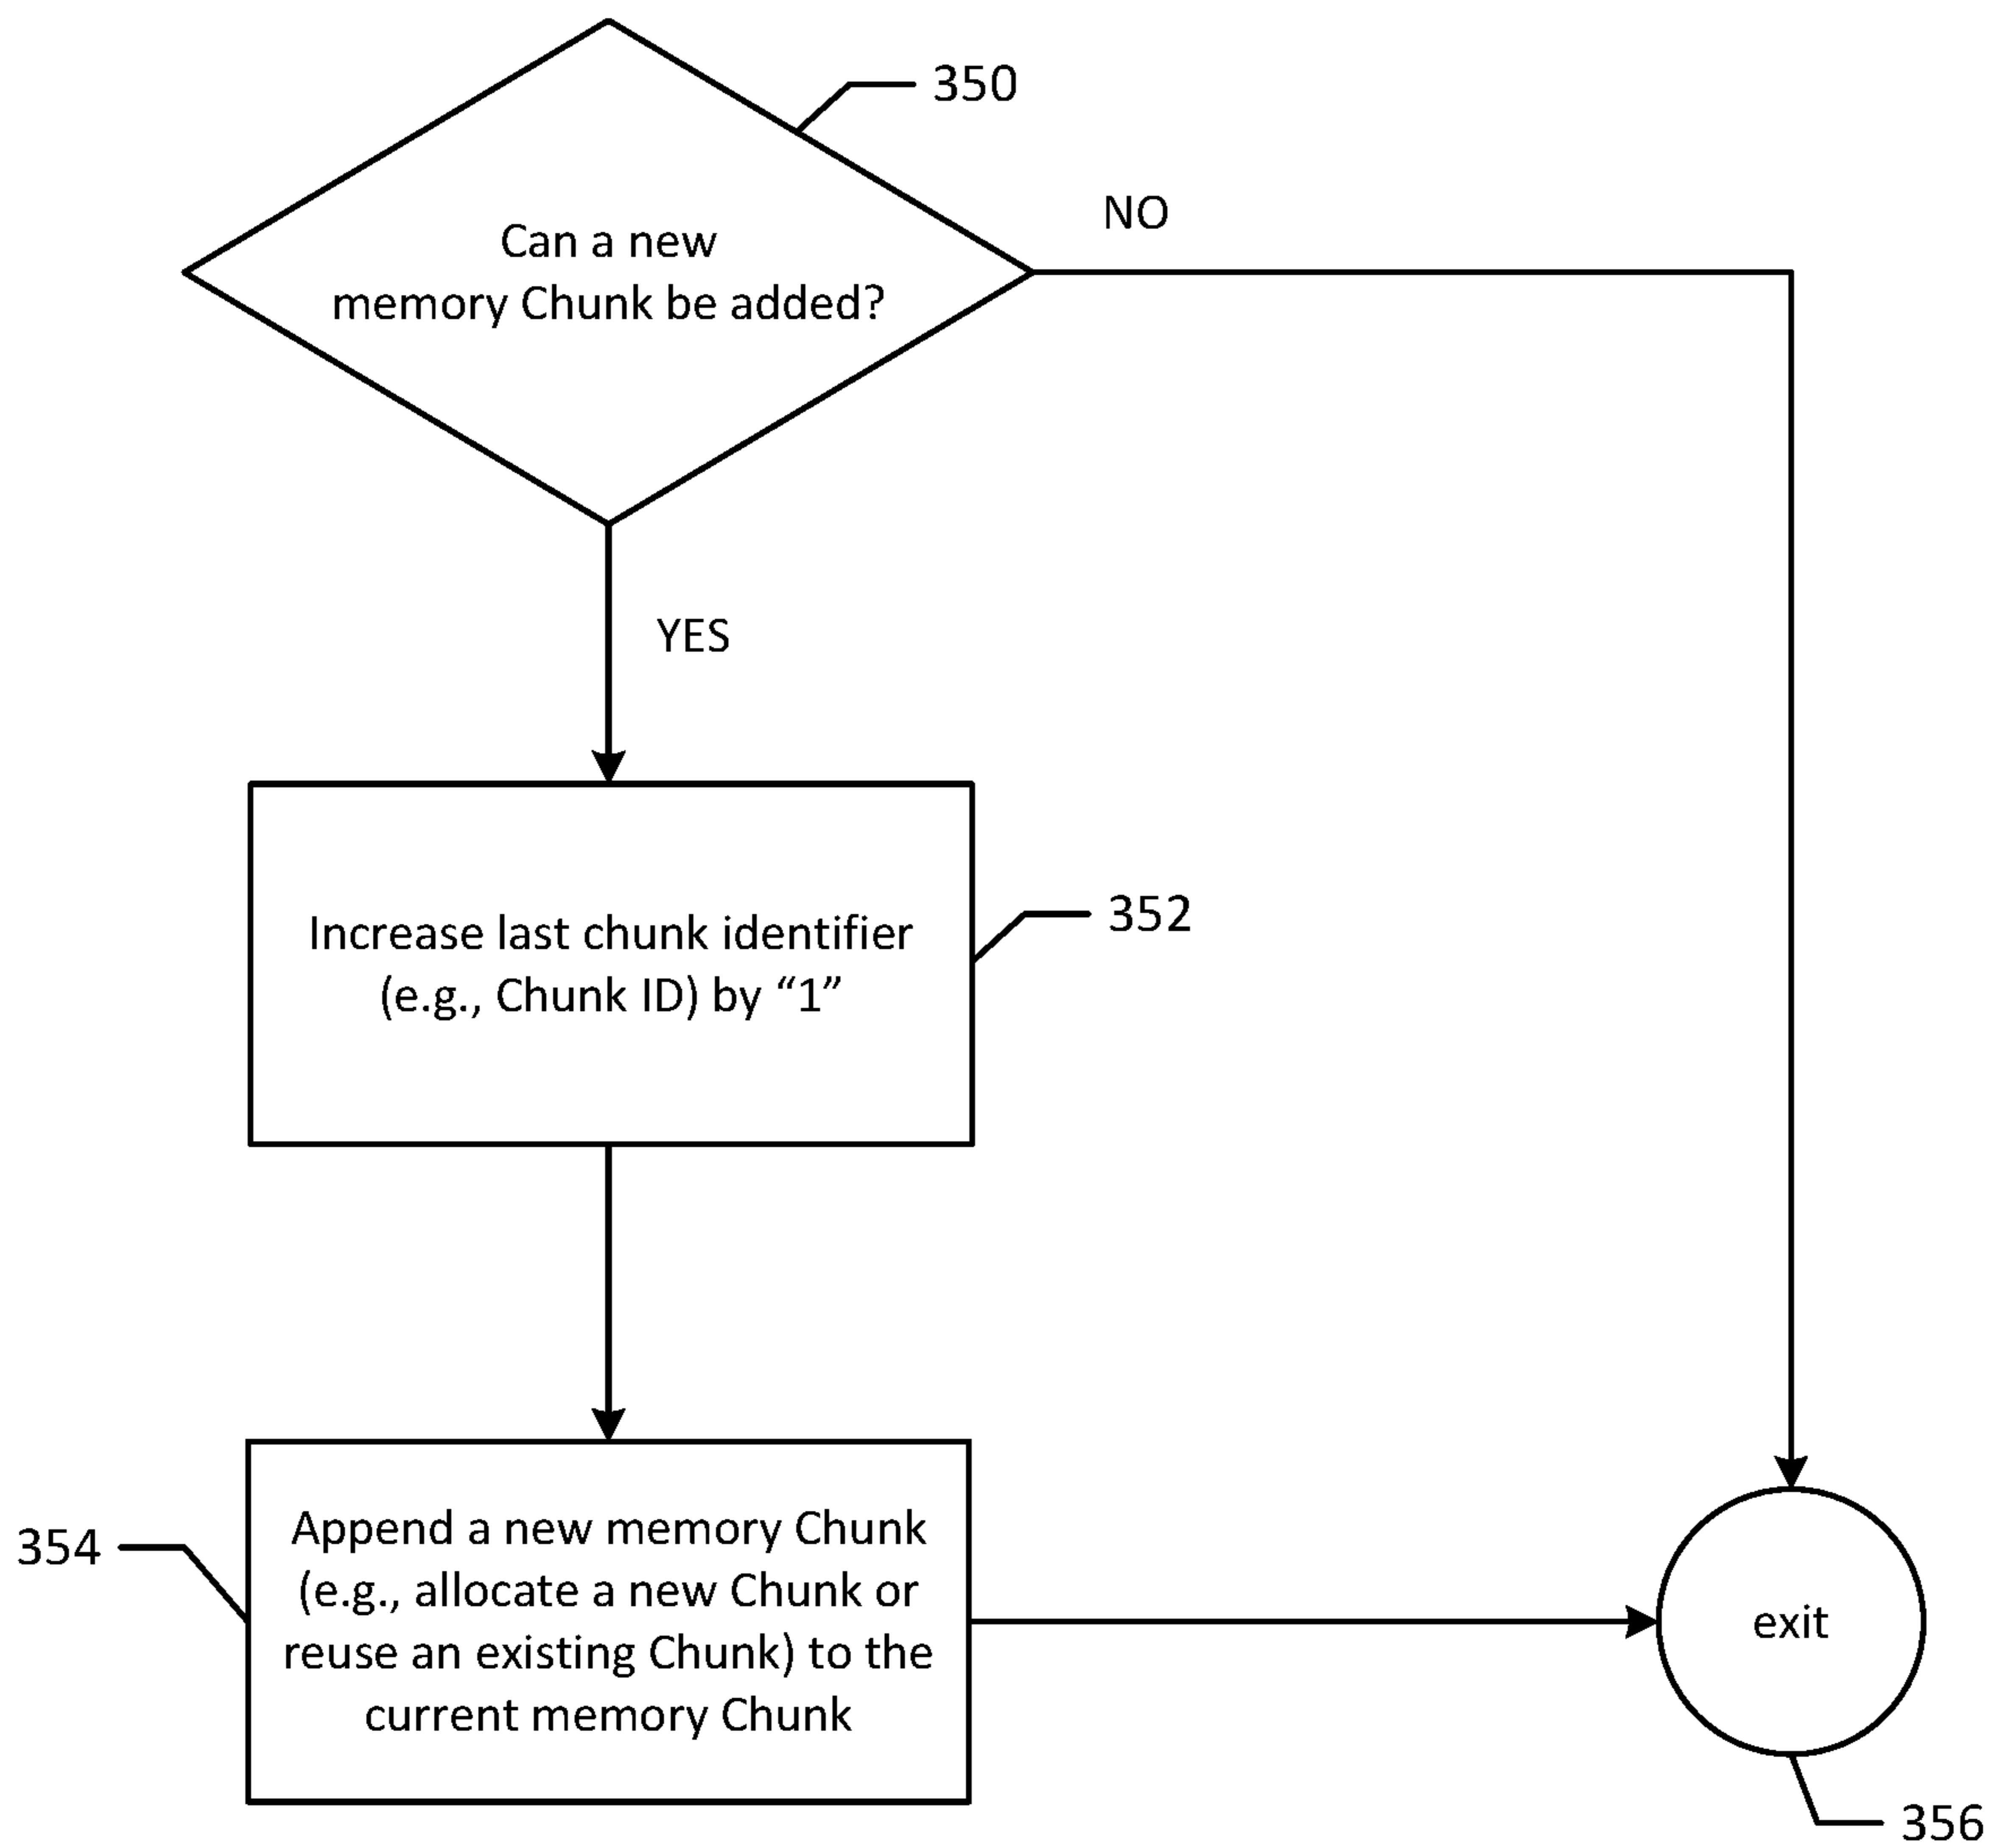 350
NO
Can a new
memory Chunk be added?
YES
352
Increase last chunk identifier
(e.g., Chunk ID) by “1”
354
Append a new memory Chunk
(e.g., allocate a new Chunk or
reuse an existing Chunk) to the
current memory Chunk
exit
356